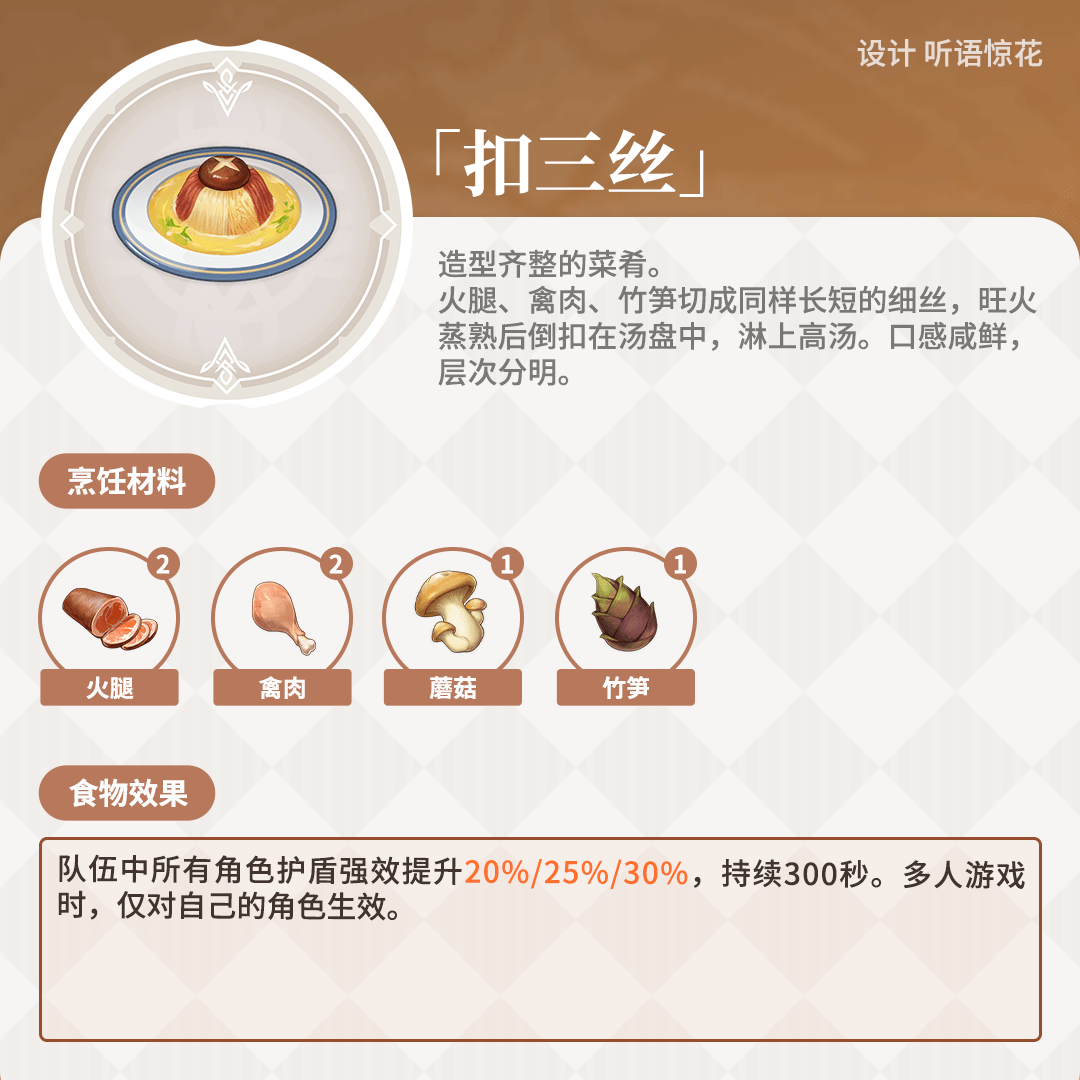 设计 听语惊花
「扣三丝」
造型齐整的菜肴。
火腿、禽肉、竹笋切成同样长短的细丝，旺火
蒸熟后倒扣在汤盘中，淋上高汤。口感咸鲜，
层次分明。
烹饪材料
2 2 1 1
火腿 禽肉 蘑菇 竹笋
食物效果
队伍中所有角色护盾强效提升20%/25%/30%，持续300秒。多人游戏
时，仅对自己的角色生效。